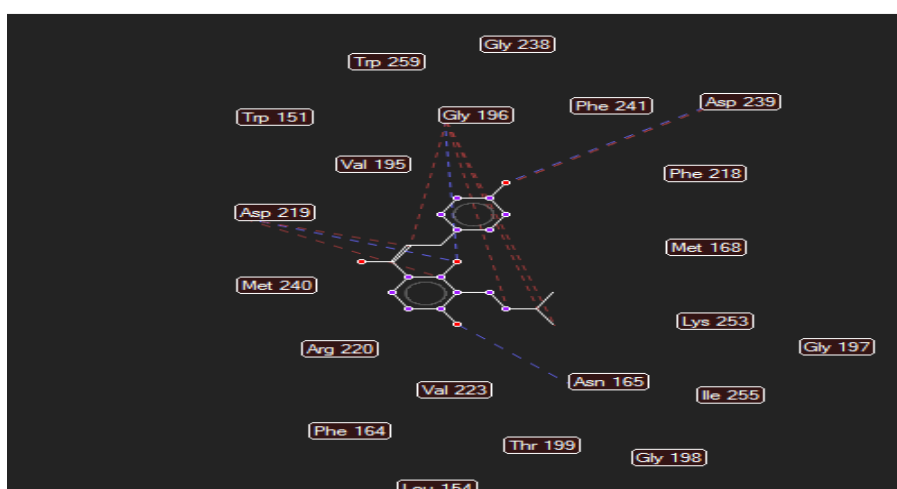 Gly 238
Trp 259
Phe 241
Asp 239
Trp 151
Gly 196
Val 195
Phe 218
Asp 219
Met 168
Met 240
Lys 253
Arg 220
Gly 197
Val 223
Asn 165
Ile 255
Phe 164
Thr 199
Gly 198
Leu 154